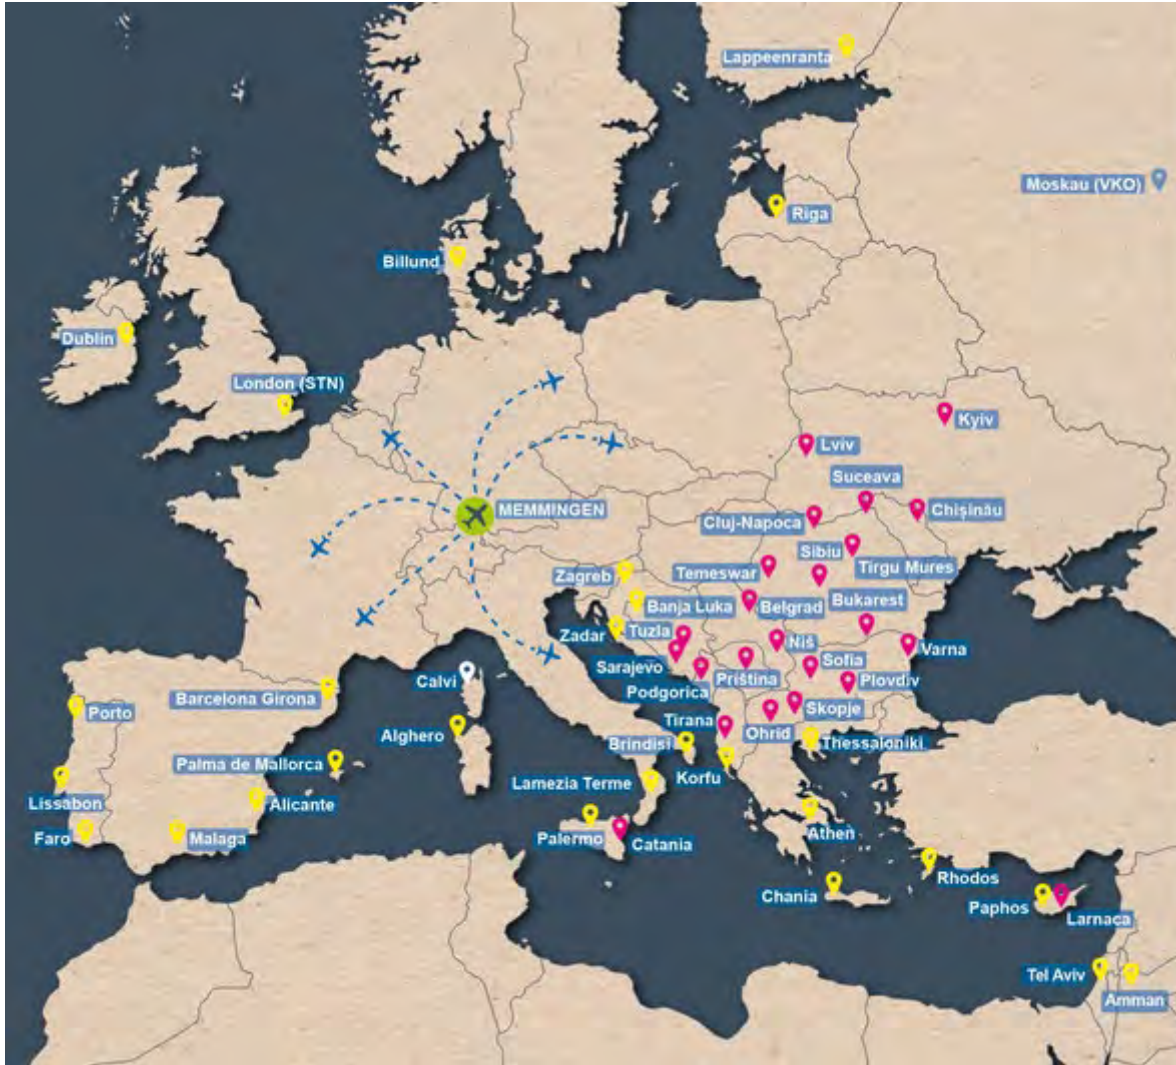 Lappeenranta
Moskau (VKO)
Riga
Billund
Dublin
London (STN)
Kyiv
Lviv
Suceava
MEMMINGEN
Chișinău
Cluj-Napoca
Sibiu
Tirgu Mures
Zagreb
Temeswar
Banja Luka
Belgrad
Bukarest
Zadar
Tuzla
Niš
Varna
Sarajevo
Sofia
Calvi
Priština
Plovdiv
Podgorica
Barcelona Girona
Porto
Skopje
Tirana
Ohrid
Alghero
Brindisi
Thessaloniki
Palma de Mallorca
Korfu
Lamezia Terme
Lissabon
Alicante
Athen
Faro
Malaga
Palermo
Catania
Rhodos
Chania
Paphos
Larnaca
Tel Aviv
Amman